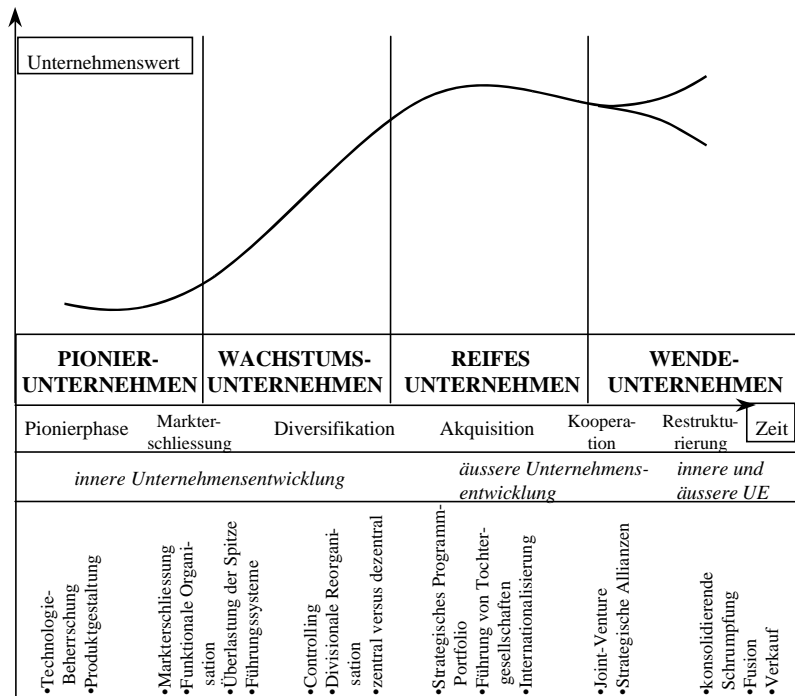 Unternehmenswert
PIONIER-
UNTERNEHMEN
WACHSTUMS-
UNTERNEHMEN
REIFES
UNTERNEHMEN
WENDE-
UNTERNEHMEN
Pionierphase
Markter-
schliessung
Diversifikation
Akquisition
Koopera-
tion
Restruktu-
rierung
Zeit
innere Unternehmensentwicklung
äussere Unternehmens-
entwicklung
innere und
äussere UE
•Technologie-
Beherrschung
•Produktgestaltung
•Markterschliessung
•Funktionale Organi-
sation
•Überlastung der Spitze
•Führungssysteme
•Controlling
•Divisionale Reorgani-
sation
•zentral versus dezentral
•Strategisches Programm-
Portfolio
•Führung von Tochter-
gesellschaften
•Internationalisierung
•Joint-Venture
•Strategische Allianzen
•konsolidierende
Schrumpfung
•Fusion
•Verkauf